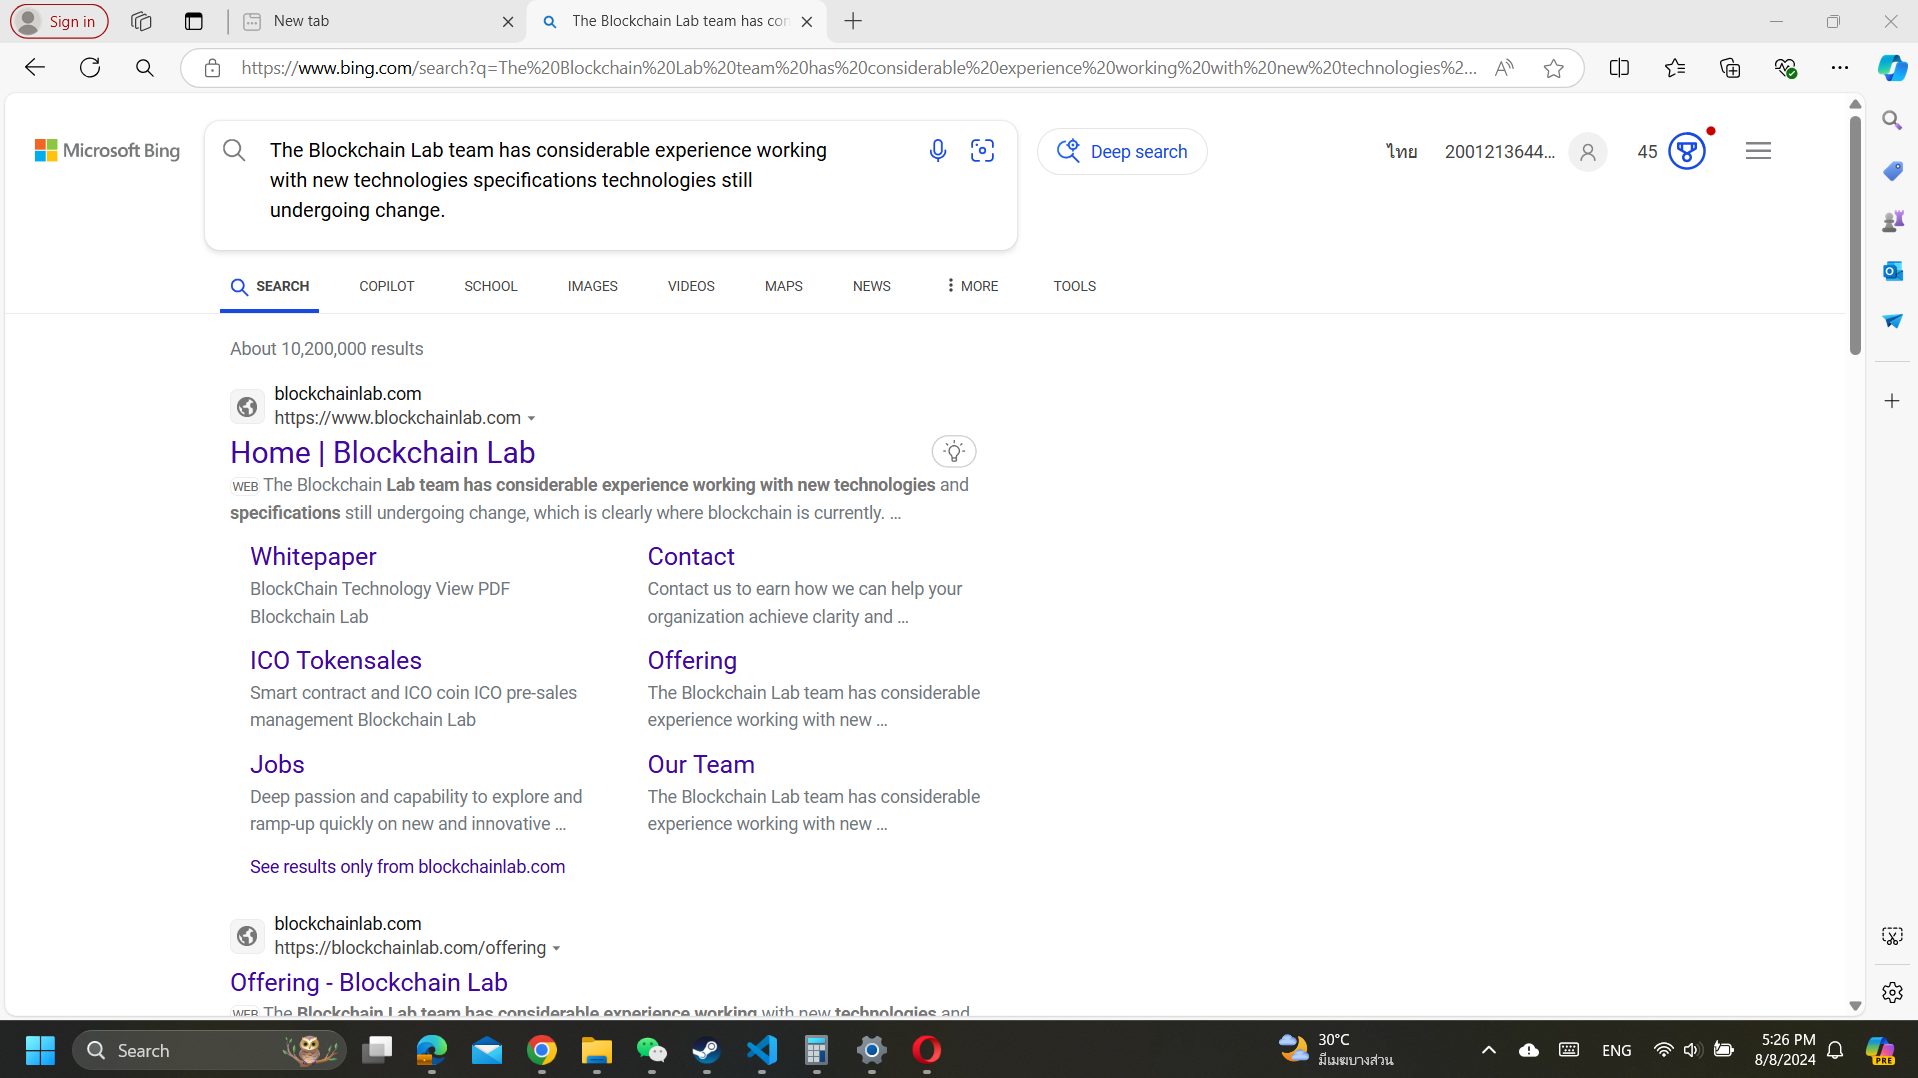 Sign in
New tab
The Blockchain Lab team has con
https://www.bing.com/search?q=The%20Blockchain%20Lab%20team%20has%20considerable%20experience%20working%20with%20new%20technologies%2...
Microsoft Bing
The Blockchain Lab team has considerable experience working
with new technologies specifications technologies still
undergoing change.
Deep search
ไทย
2001213644...
45
SEARCH
COPILOT
SCHOOL
IMAGES
VIDEOS
MAPS
NEWS
MORE
TOOLS
About 10,200,000 results
blockchainlab.com
https://www.blockchainlab.com
Home | Blockchain Lab
WEB The Blockchain Lab team has considerable experience working with new technologies and
specifications still undergoing change, which is clearly where blockchain is currently. …
Whitepaper
BlockChain Technology View PDF
Blockchain Lab
Contact
Contact us to earn how we can help your
organization achieve clarity and …
ICO Tokensales
Smart contract and ICO coin ICO pre-sales
management Blockchain Lab
Offering
The Blockchain Lab team has considerable
experience working with new …
Jobs
Deep passion and capability to explore and
ramp-up quickly on new and innovative …
Our Team
The Blockchain Lab team has considerable
experience working with new …
See results only from blockchainlab.com
blockchainlab.com
https://blockchainlab.com/offering
Offering - Blockchain Lab
WEB The Blockchain Lab team has considerable experience working with new technologies and
Search
30°C
มีเมฆบางส่วน
ENG
5:26 PM
8/8/2024
PRE